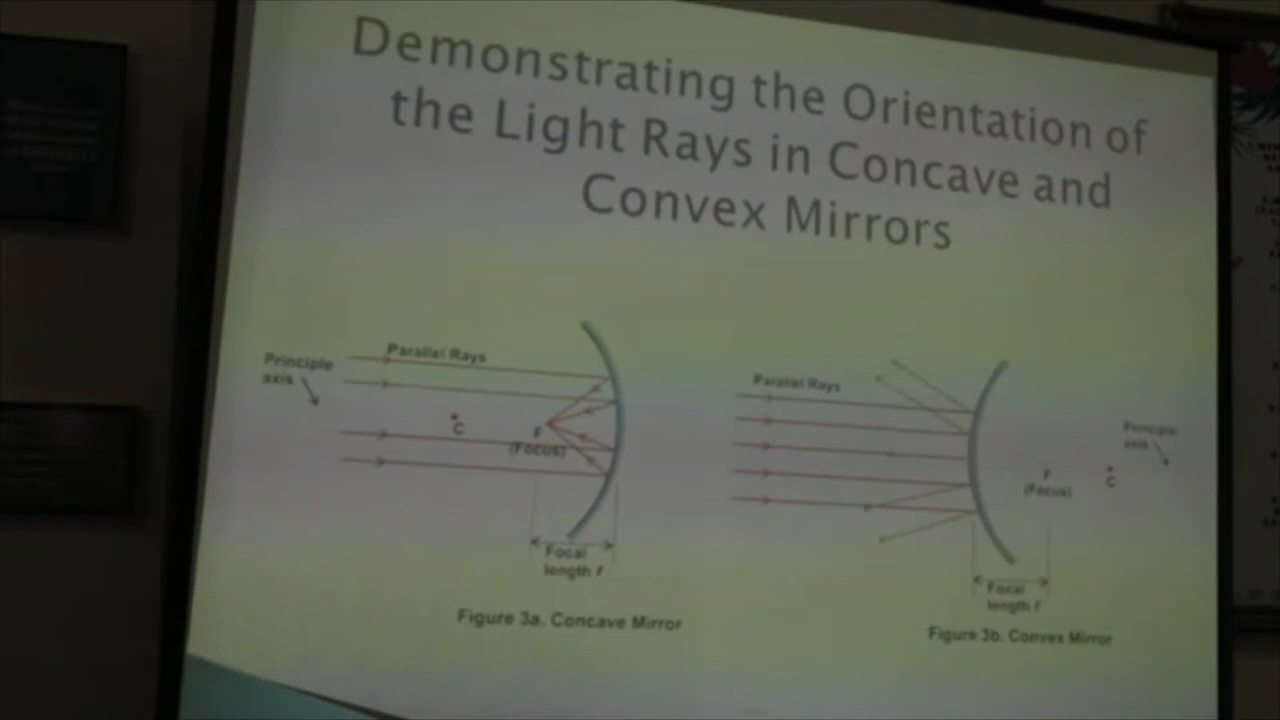 Demonstrating the Orientation of
the Light Rays in Concave and
Convex Mirrors
Principle
axis
Parallel Rays
C
F
(Focus)
Focal
length f
Figure 3a. Concave Mirror
Parallel Rays
Principle
axis
F
(Focus)
C
Focal
length f
Figure 3b. Convex Mirror